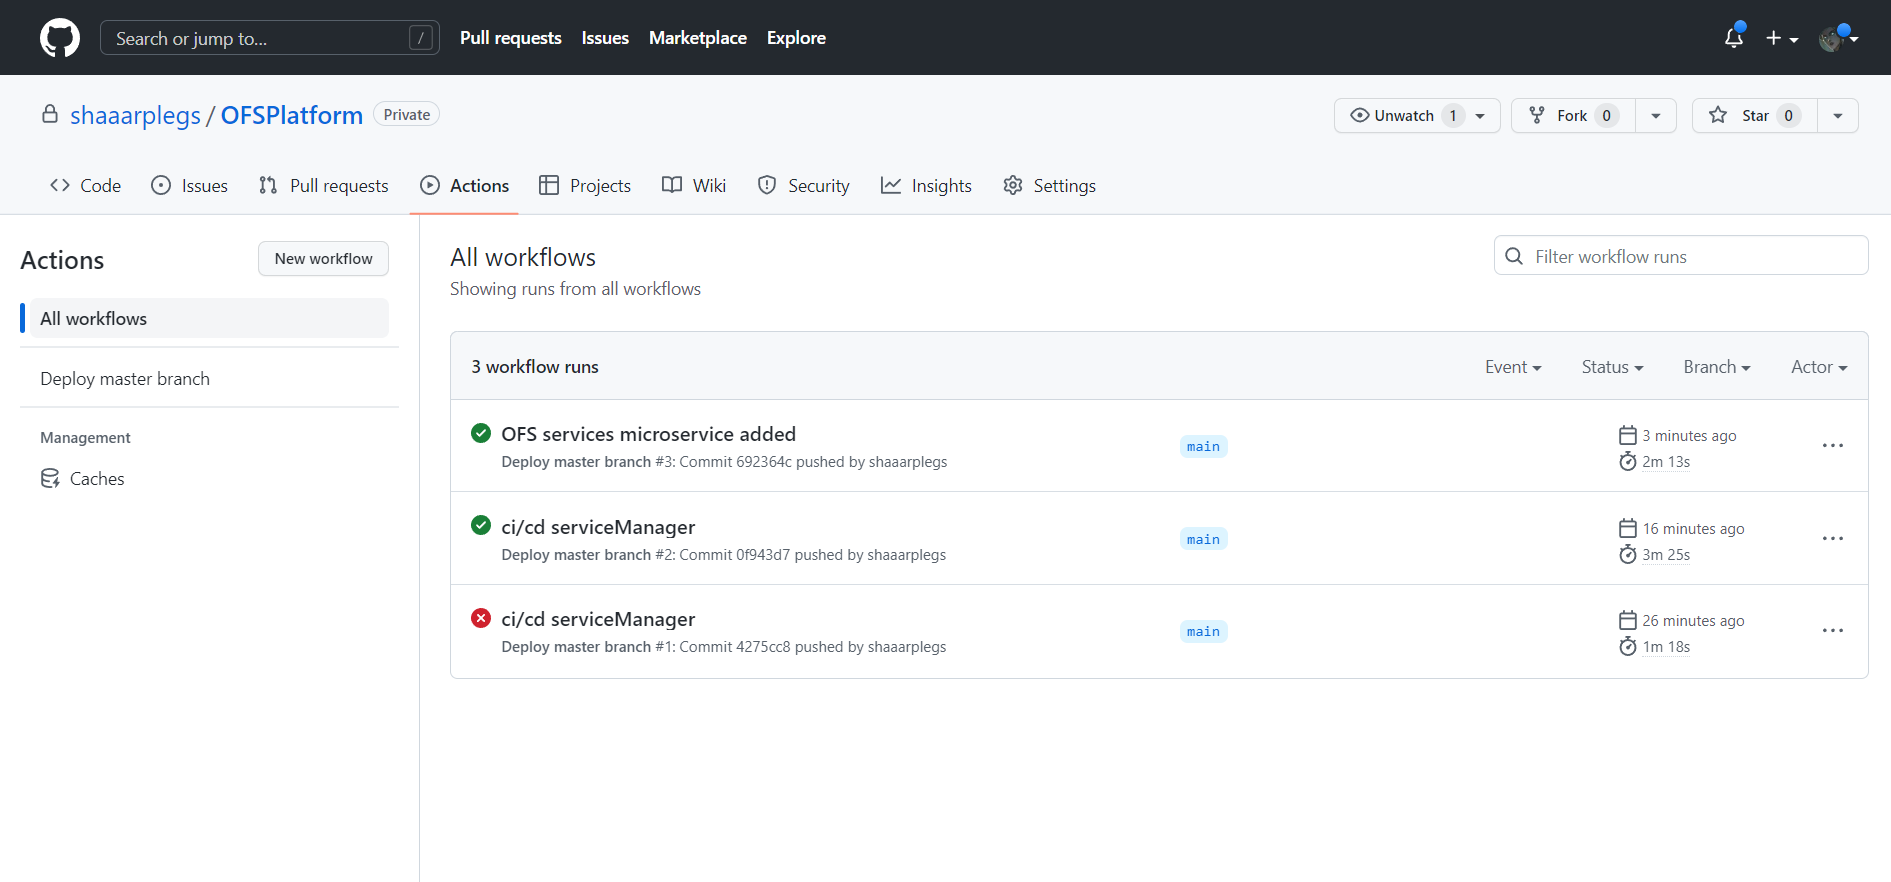 Search or jump to... /
Pull requests Issues Marketplace Explore
shaaarplegs / OFSPlatform Private
Unwatch 1 Fork 0 Star 0
Code Issues Pull requests Actions Projects Wiki Security Insights Settings
Actions
New workflow
All workflows
Deploy master branch
Management
Caches
All workflows
Showing runs from all workflows
Filter workflow runs
3 workflow runs
Event Status Branch Actor
OFS services microservice added
Deploy master branch #3: Commit 692364c pushed by shaaarplegs
main
3 minutes ago
2m 13s
ci/cd serviceManager
Deploy master branch #2: Commit 0f943d7 pushed by shaaarplegs
main
16 minutes ago
3m 25s
ci/cd serviceManager
Deploy master branch #1: Commit 4275cc8 pushed by shaaarplegs
main
26 minutes ago
1m 18s